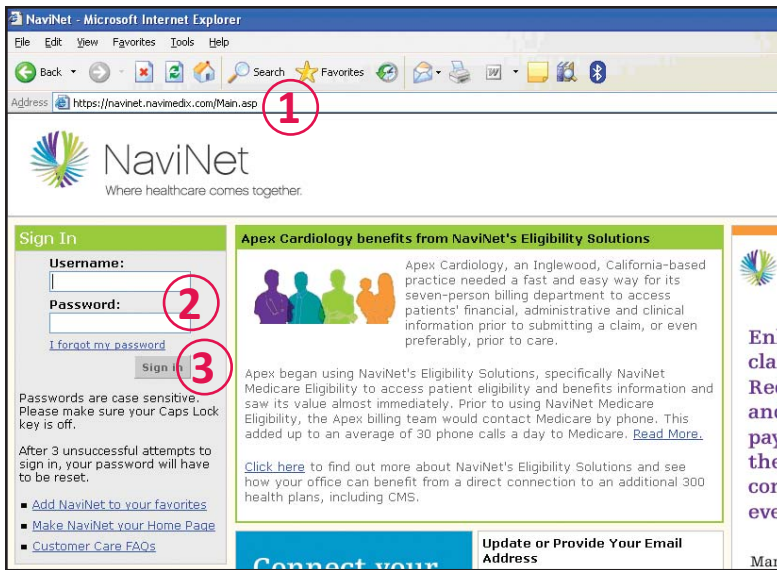 NaviNet - Microsoft Internet Explorer
File Edit View Favorites Tools Help
Back Search Favorites
Address https://navinet.navimedix.com/Main.asp
1
NaviNet
Where healthcare comes together.
Sign In
Username:
Password:
2
I forgot my password
Sign in
3
Passwords are case sensitive.
Please make sure your Caps Lock
key is off.
After 3 unsuccessful attempts to
sign in, your password will have
to be reset.
Add NaviNet to your favorites
Make NaviNet your Home Page
Customer Care FAQs
Apex Cardiology benefits from NaviNet's Eligibility Solutions
Apex Cardiology, an Inglewood, California-based
practice needed a fast and easy way for its
seven-person billing department to access
patients' financial, administrative and clinical
information prior to submitting a claim, or even
preferably, prior to care.
Apex began using NaviNet's Eligibility Solutions, specifically NaviNet
Medicare Eligibility to access patient eligibility and benefits information and
saw its value almost immediately. Prior to using NaviNet Medicare
Eligibility, the Apex billing team would contact Medicare by phone. This
added up to an average of 30 phone calls a day to Medicare. Read More.
Click here to find out more about NaviNet's Eligibility Solutions and see
how your office can benefit from a direct connection to an additional 300
health plans, including CMS.
Connect your
Update or Provide Your Email
Address